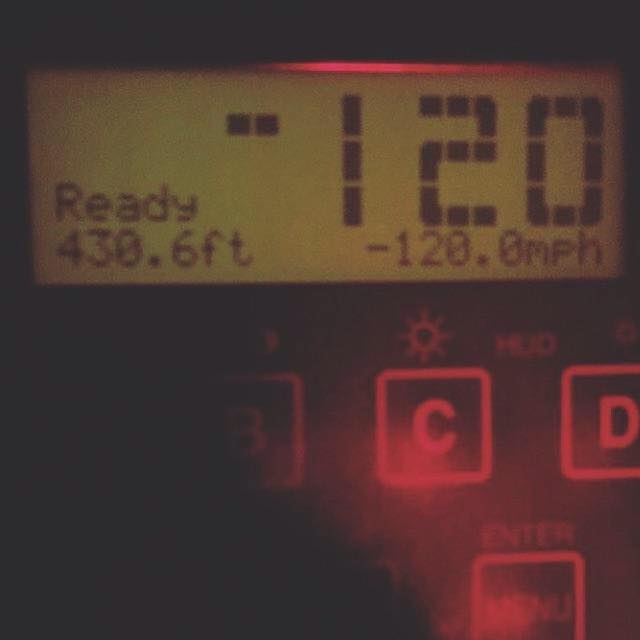 -120
Ready
430.6ft -120.0mph
HUD
B C D
ENTER
MENU